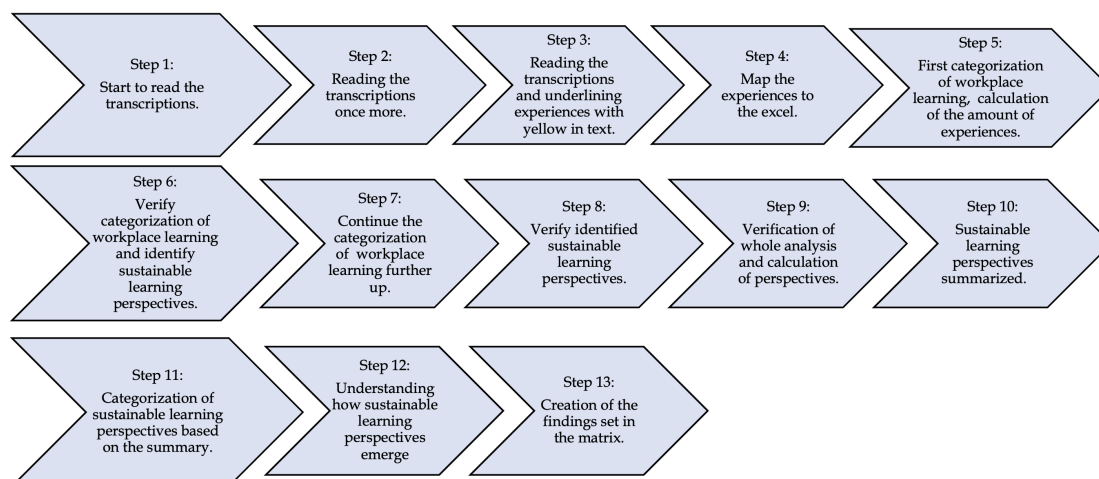 Step 1:
Start to read the
transcriptions.
Step 2:
Reading the
transcriptions
once more.
Step 3:
Reading the
transcriptions
and underlining
experiences with
yellow in text.
Step 4:
Map the
experiences to
the excel.
Step 5:
First categorization
of workplace
learning, calculation
of the amount of
experiences.
Step 6:
Verify
categorization of
workplace learning
and identify
sustainable
learning
perspectives.
Step 7:
Continue the
categorization
of workplace
learning further
up.
Step 8:
Verify identified
sustainable
learning
perspectives.
Step 9:
Verification of
whole analysis
and calculation
of perspectives.
Step 10:
Sustainable
learning
perspectives
summarized.
Step 11:
Categorization of
sustainable learning
perspectives based
on the summary.
Step 12:
Understanding
how sustainable
learning
perspectives
emerge
Step 13:
Creation of the
findings set in
the matrix.